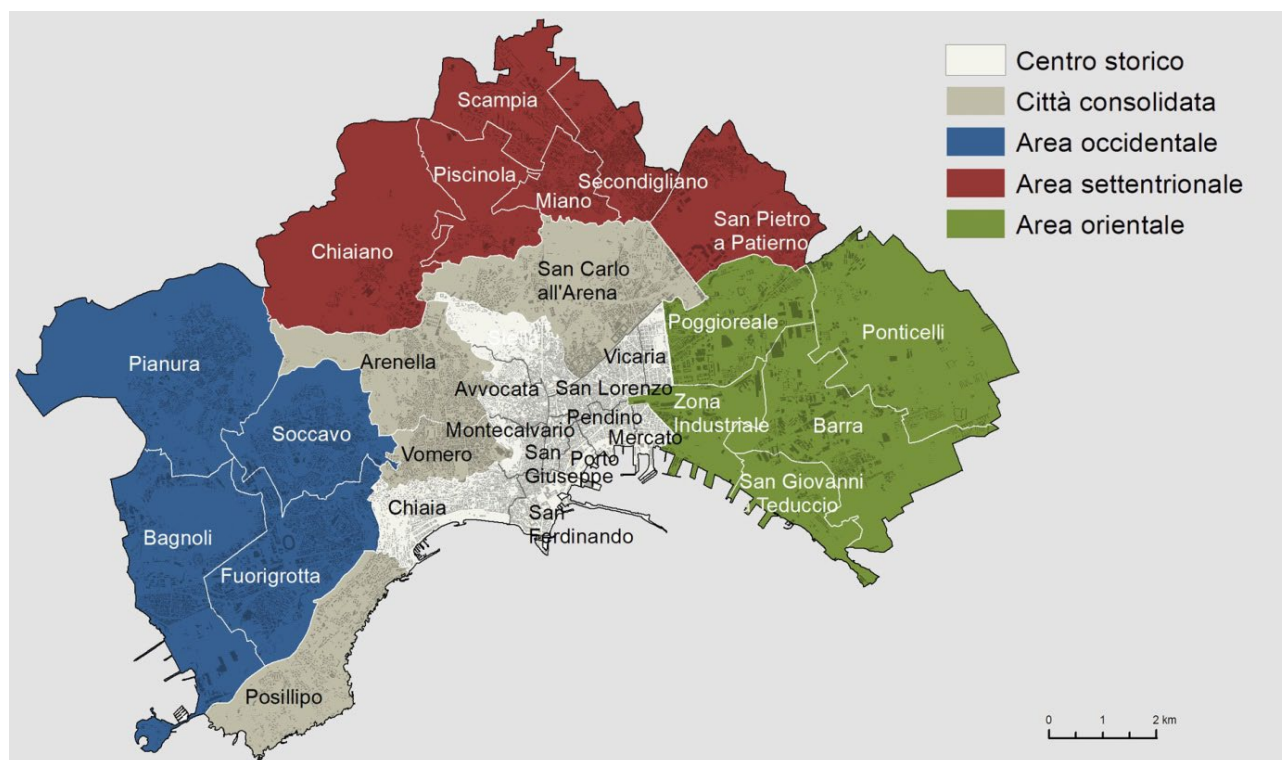 Centro storico
Città consolidata
Area occidentale
Area settentrionale
Area orientale
Scampia
Piscinola
Secondigliano
Miano
San Pietro
a Patierno
Chiaiano
San Carlo
all'Arena
Poggioreale
Ponticelli
Pianura
Arenella
Vicaria
Avvocata
San Lorenzo
Zona
Industriale
Pendino
Soccavo
Montecalvario
Mercato
Barra
Vomero
San
Giuseppe
Porto
San Giovanni
Teduccio
Chiaia
San
Ferdinando
Bagnoli
Fuorigrotta
Posillipo
0 1 2 km